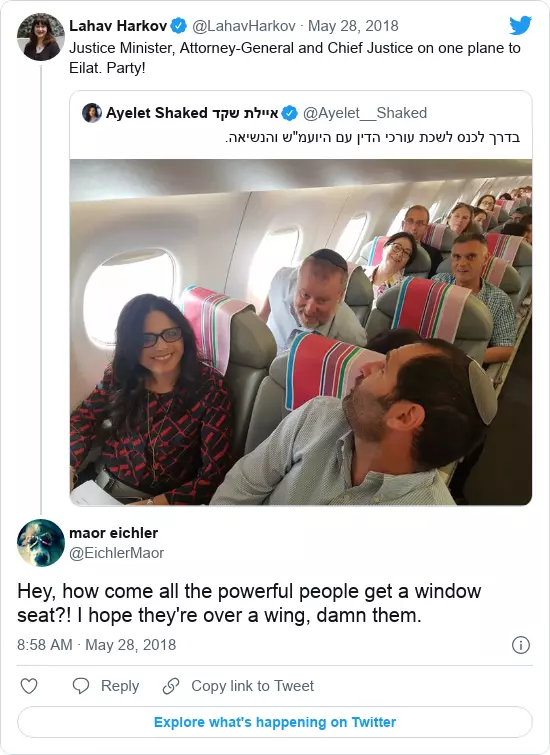 Lahav Harkov @LahavHarkov · May 28, 2018
Justice Minister, Attorney-General and Chief Justice on one plane to
Eilat. Party!
Ayelet Shaked איילת שקד @Ayelet__Shaked
בדרך לכנס לשכת עורכי הדין עם היועמ"ש והנשיאה.
maor eichler
@EichlerMaor
Hey, how come all the powerful people get a window
seat?! I hope they're over a wing, damn them.
8:58 AM · May 28, 2018
Reply
Copy link to Tweet
Explore what's happening on Twitter